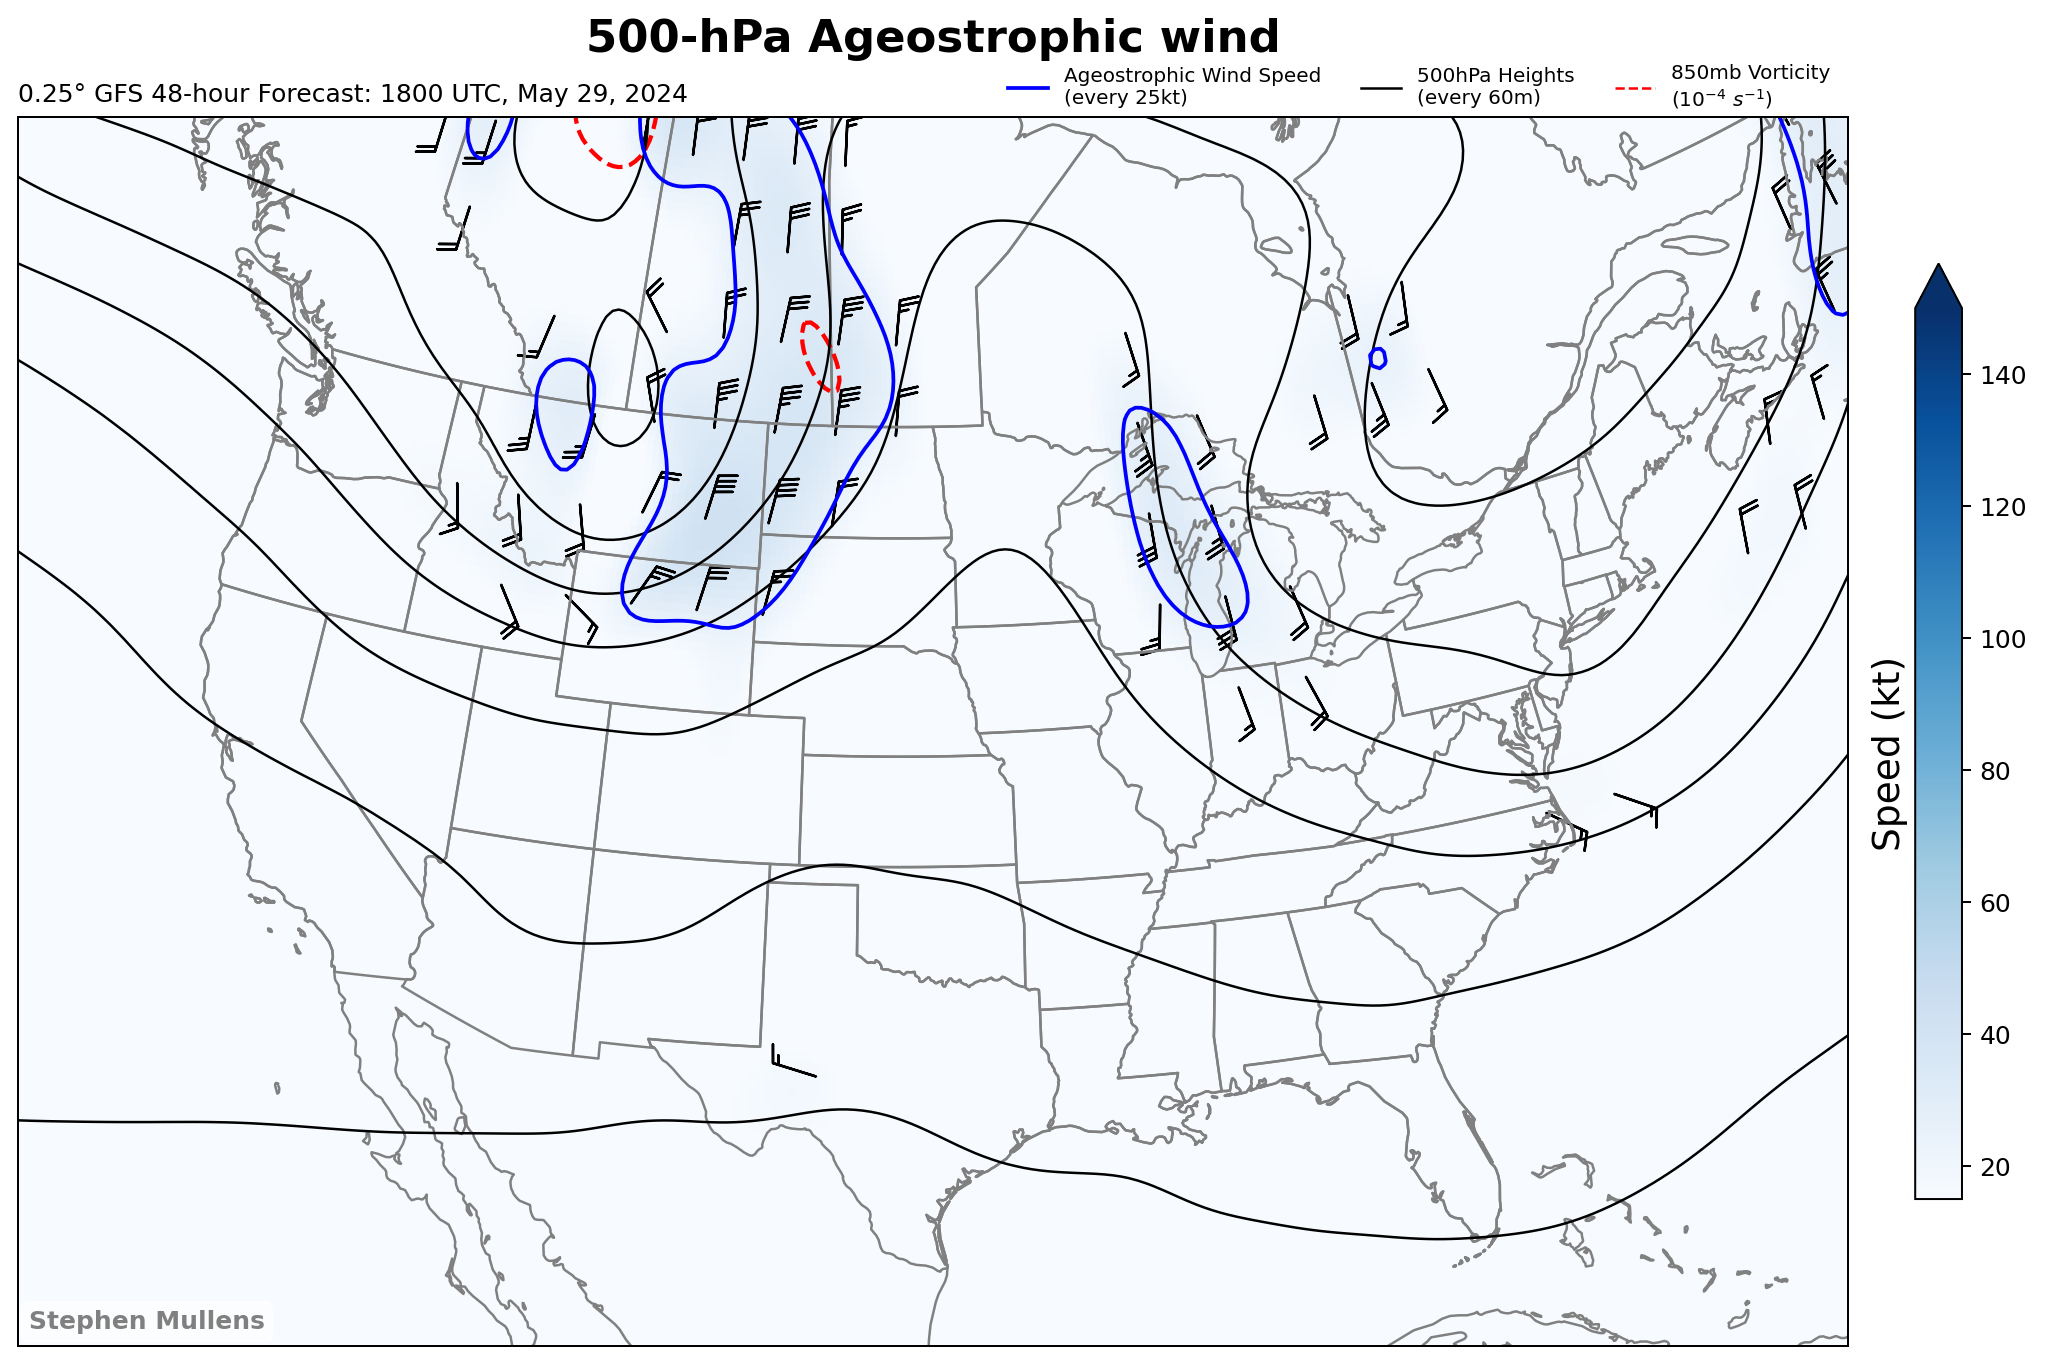 500-hPa Ageostrophic wind
0.25° GFS 48-hour Forecast: 1800 UTC, May 29, 2024
Ageostrophic Wind Speed
(every 25kt)
500hPa Heights
(every 60m)
850mb Vorticity
(10⁻⁴ s⁻¹)
140
120
100
80
60
40
20
Speed (kt)
Stephen Mullens